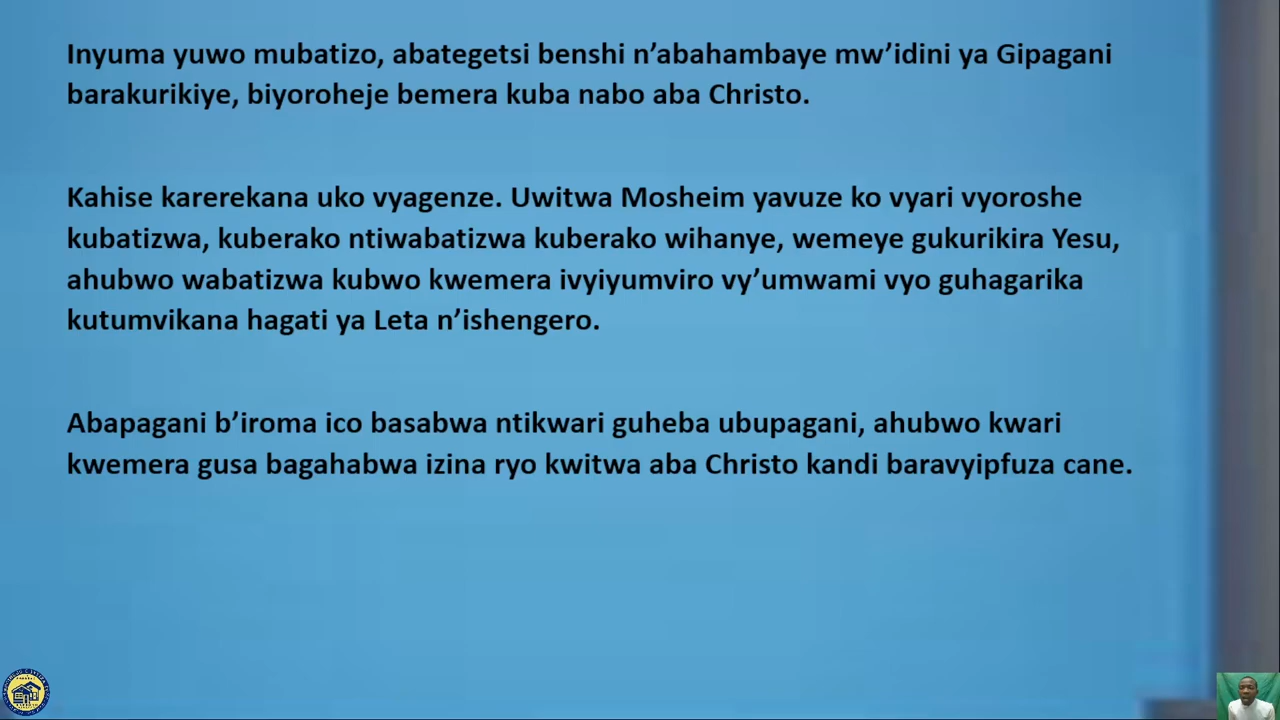 Inyuma yuwo mubatizo, abategetsi benshi n’abahambaye mw’idini ya Gipagani
barakurikiye, biyoroheje bemera kuba nabo aba Christo.
Kahise karerekana uko vyagenze. Uwitwa Mosheim yavuze ko vyari vyoroshe
kubatizwa, kuberako ntiwabatizwa kuberako wihanye, wemeye gukurikira Yesu,
ahubwo wabatizwa kubwo kwemera ivyiyumviro vy’umwami vyo guhagarika
kutumvikana hagati ya Leta n’ishengero.
Abapagani b’iroma ico basabwa ntikwari guheba ubupagani, ahubwo kwari
kwemera gusa bagahabwa izina ryo kwitwa aba Christo kandi baravyipfuza cane.